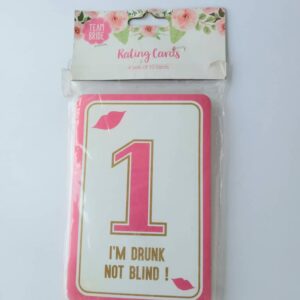 TEAM
BRIDE
Rating Cards
1
I'M DRUNK
NOT BLIND !